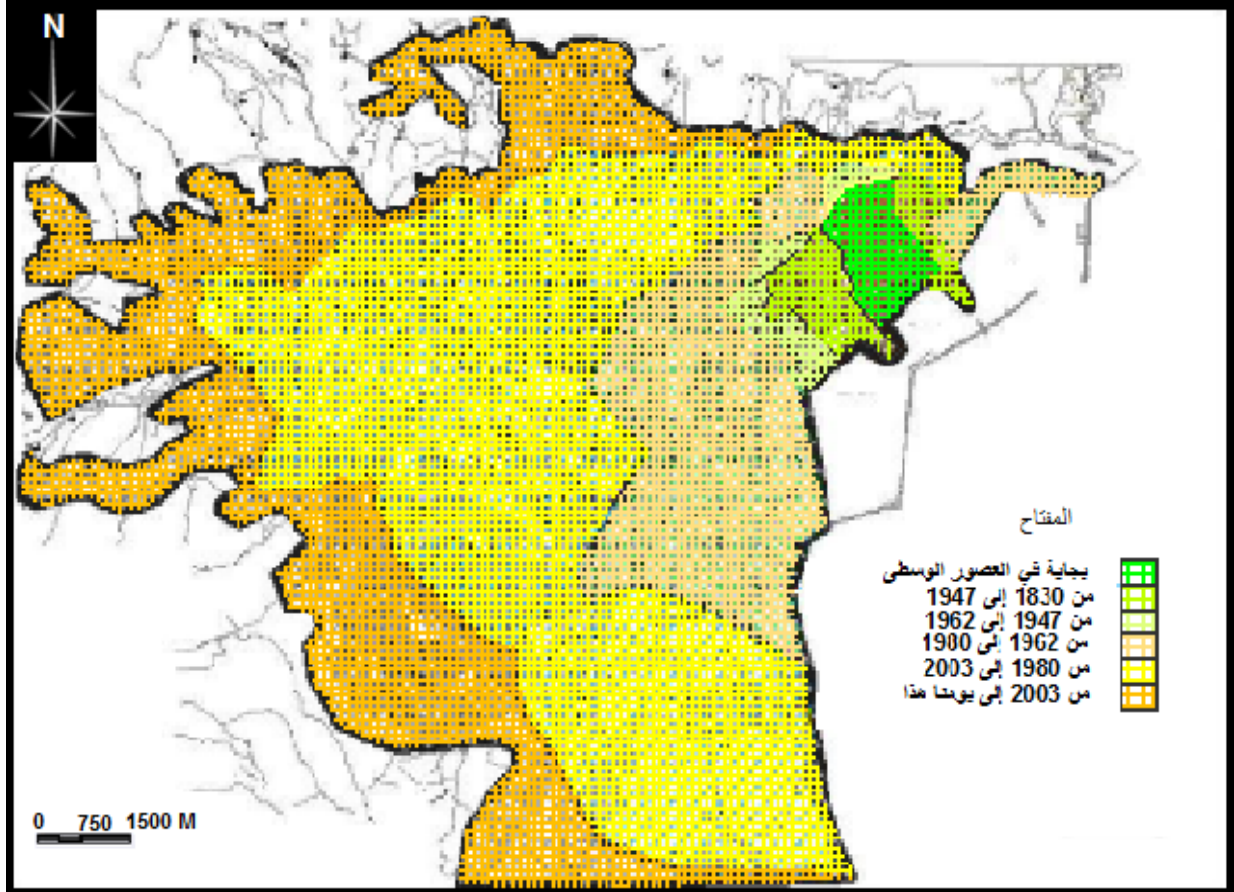 N
المفتاح
بجاية في العصور الوسطى
من 1830 إلى 1947
من 1947 إلى 1962
من 1962 إلى 1980
من 1980 إلى 2003
من 2003 إلى يومنا هذا
0 750 1500 M